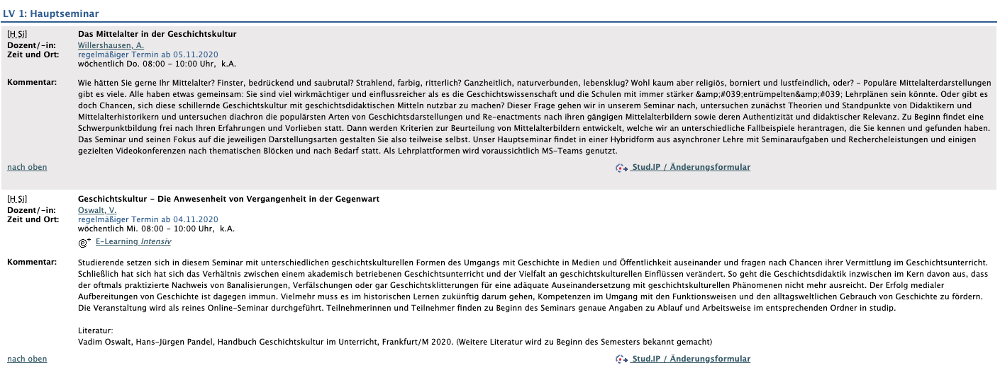 LV 1: Hauptseminar
[H Si] Das Mittelalter in der Geschichtskultur
Dozent/-in: Willershausen, A.
Zeit und Ort: regelmäßiger Termin ab 05.11.2020
wöchentlich Do. 08:00 - 10:00 Uhr, k.A.
Kommentar: Wie hätten Sie gerne Ihr Mittelalter? Finster, bedrückend und saubrutal? Strahlend, farbig, ritterlich? Ganzheitlich, naturverbunden, lebensklug? Wohl kaum aber religiös, borniert und lustfeindlich, oder? – Populäre Mittelalterdarstellungen
gibt es viele. Alle haben etwas gemeinsam: Sie sind viel wirkmächtiger und einflussreicher als es die Geschichtswissenschaft und die Schulen mit immer stärker &amp;#039;entrümpelten&amp;#039; Lehrplänen sein könnte. Oder gibt es
doch Chancen, sich diese schillernde Geschichtskultur mit geschichtsdidaktischen Mitteln nutzbar zu machen? Dieser Frage gehen wir in unserem Seminar nach, untersuchen zunächst Theorien und Standpunkte von Didaktikern und
Mittelalterhistorikern und untersuchen diachron die populärsten Arten von Geschichtsdarstellungen und Re-enactments nach ihren gängigen Mittelalterbildern sowie deren Authentizität und didaktischer Relevanz. Zu Beginn findet eine
Schwerpunktbildung frei nach Ihren Erfahrungen und Vorlieben statt. Dann werden Kriterien zur Beurteilung von Mittelalterbildern entwickelt, welche wir an unterschiedliche Fallbeispiele herantragen, die Sie kennen und gefunden haben.
Das Seminar und seinen Fokus auf die jeweiligen Darstellungsarten gestalten Sie also teilweise selbst. Unser Hauptseminar findet in einer Hybridform aus asynchroner Lehre mit Seminaraufgaben und Rechercheleistungen und einigen
gezielten Videokonferenzen nach thematischen Blöcken und nach Bedarf statt. Als Lehrplattformen wird voraussichtlich MS-Teams genutzt.
nach oben Stud.IP / Änderungsformular
[H Si] Geschichtskultur – Die Anwesenheit von Vergangenheit in der Gegenwart
Dozent/-in: Oswalt, V.
Zeit und Ort: regelmäßiger Termin ab 04.11.2020
wöchentlich Mi. 08:00 - 10:00 Uhr, k.A.
E-Learning Intensiv
Kommentar: Studierende setzen sich in diesem Seminar mit unterschiedlichen geschichtskulturellen Formen des Umgangs mit Geschichte in Medien und Öffentlichkeit auseinander und fragen nach Chancen ihrer Vermittlung im Geschichtsunterricht.
Schließlich hat sich hat sich das Verhältnis zwischen einem akademisch betriebenen Geschichtsunterricht und der Vielfalt an geschichtskulturellen Einflüssen verändert. So geht die Geschichtsdidaktik inzwischen im Kern davon aus, dass
der oftmals praktizierte Nachweis von Banalisierungen, Verfälschungen oder gar Geschichtsklitterungen für eine adäquate Auseinandersetzung mit geschichtskulturellen Phänomenen nicht mehr ausreicht. Der Erfolg medialer
Aufbereitungen von Geschichte ist dagegen immun. Vielmehr muss es im historischen Lernen zukünftig darum gehen, Kompetenzen im Umgang mit den Funktionsweisen und den alltagsweltlichen Gebrauch von Geschichte zu fördern.
Die Veranstaltung wird als reines Online-Seminar durchgeführt. Teilnehmerinnen und Teilnehmer finden zu Beginn des Seminars genaue Angaben zu Ablauf und Arbeitsweise im entsprechenden Ordner in studip.
Literatur:
Vadim Oswalt, Hans-Jürgen Pandel, Handbuch Geschichtskultur im Unterricht, Frankfurt/M 2020. (Weitere Literatur wird zu Beginn des Semesters bekannt gemacht)
nach oben Stud.IP / Änderungsformular